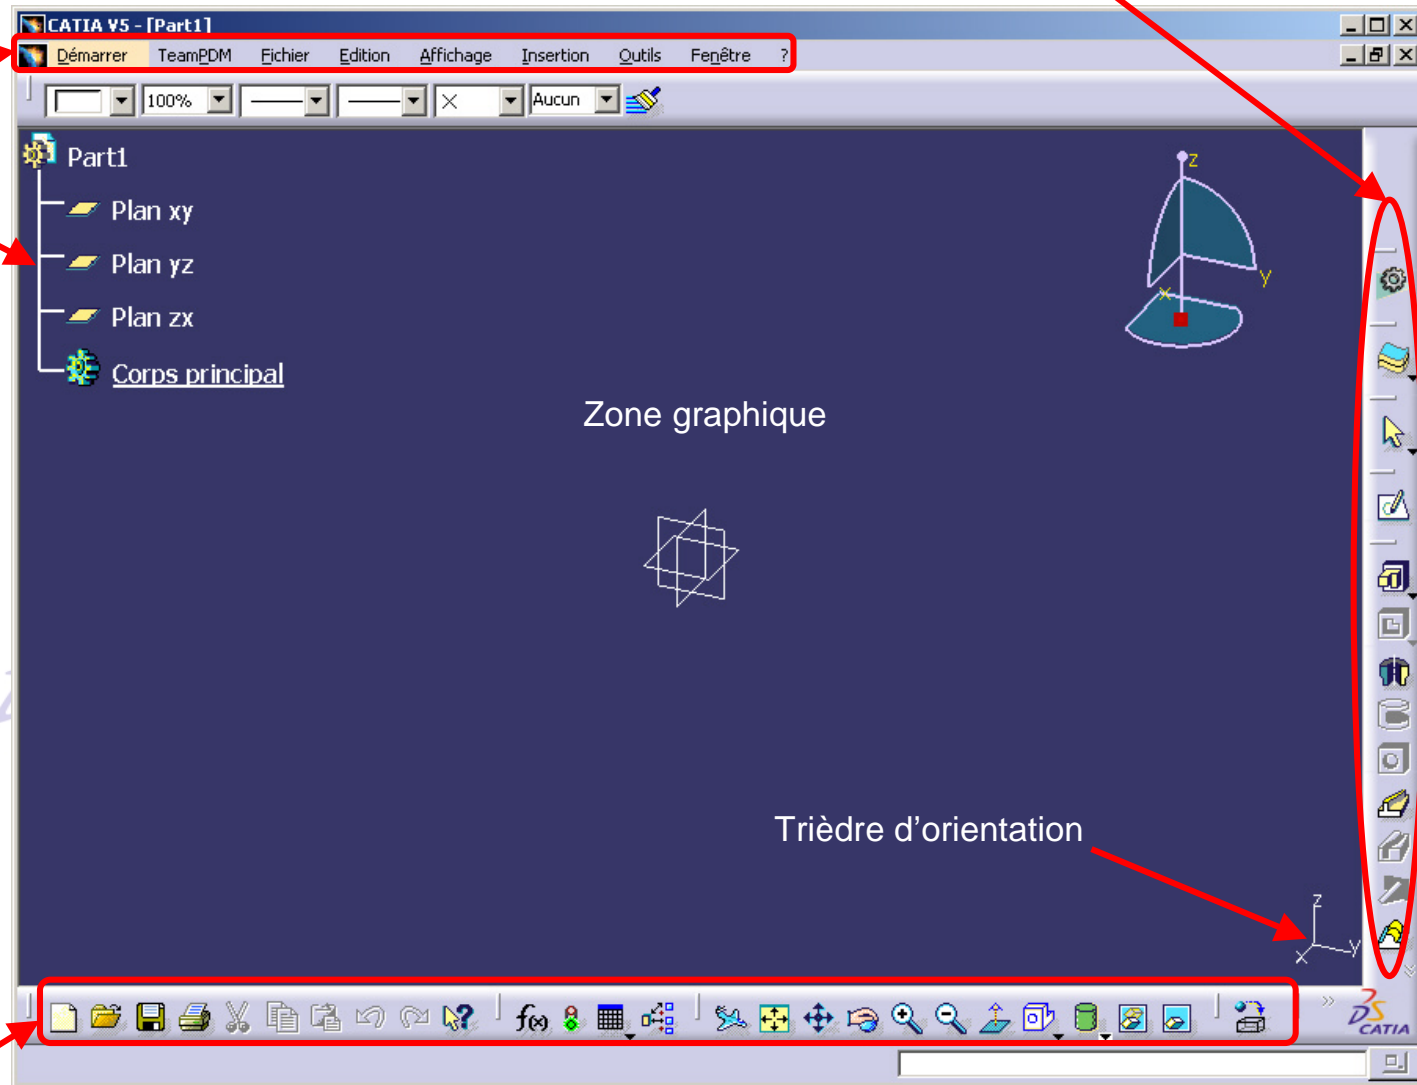 CATIA V5 - [Part1]
Démarrer TeamPDM Fichier Edition Affichage Insertion Outils Fenêtre ?
100% Aucun
Part1
Plan xy
Plan yz
Plan zx
Corps principal
z
y
x
Zone graphique
Trièdre d’orientation
z
y
x
f(x)
CATIA